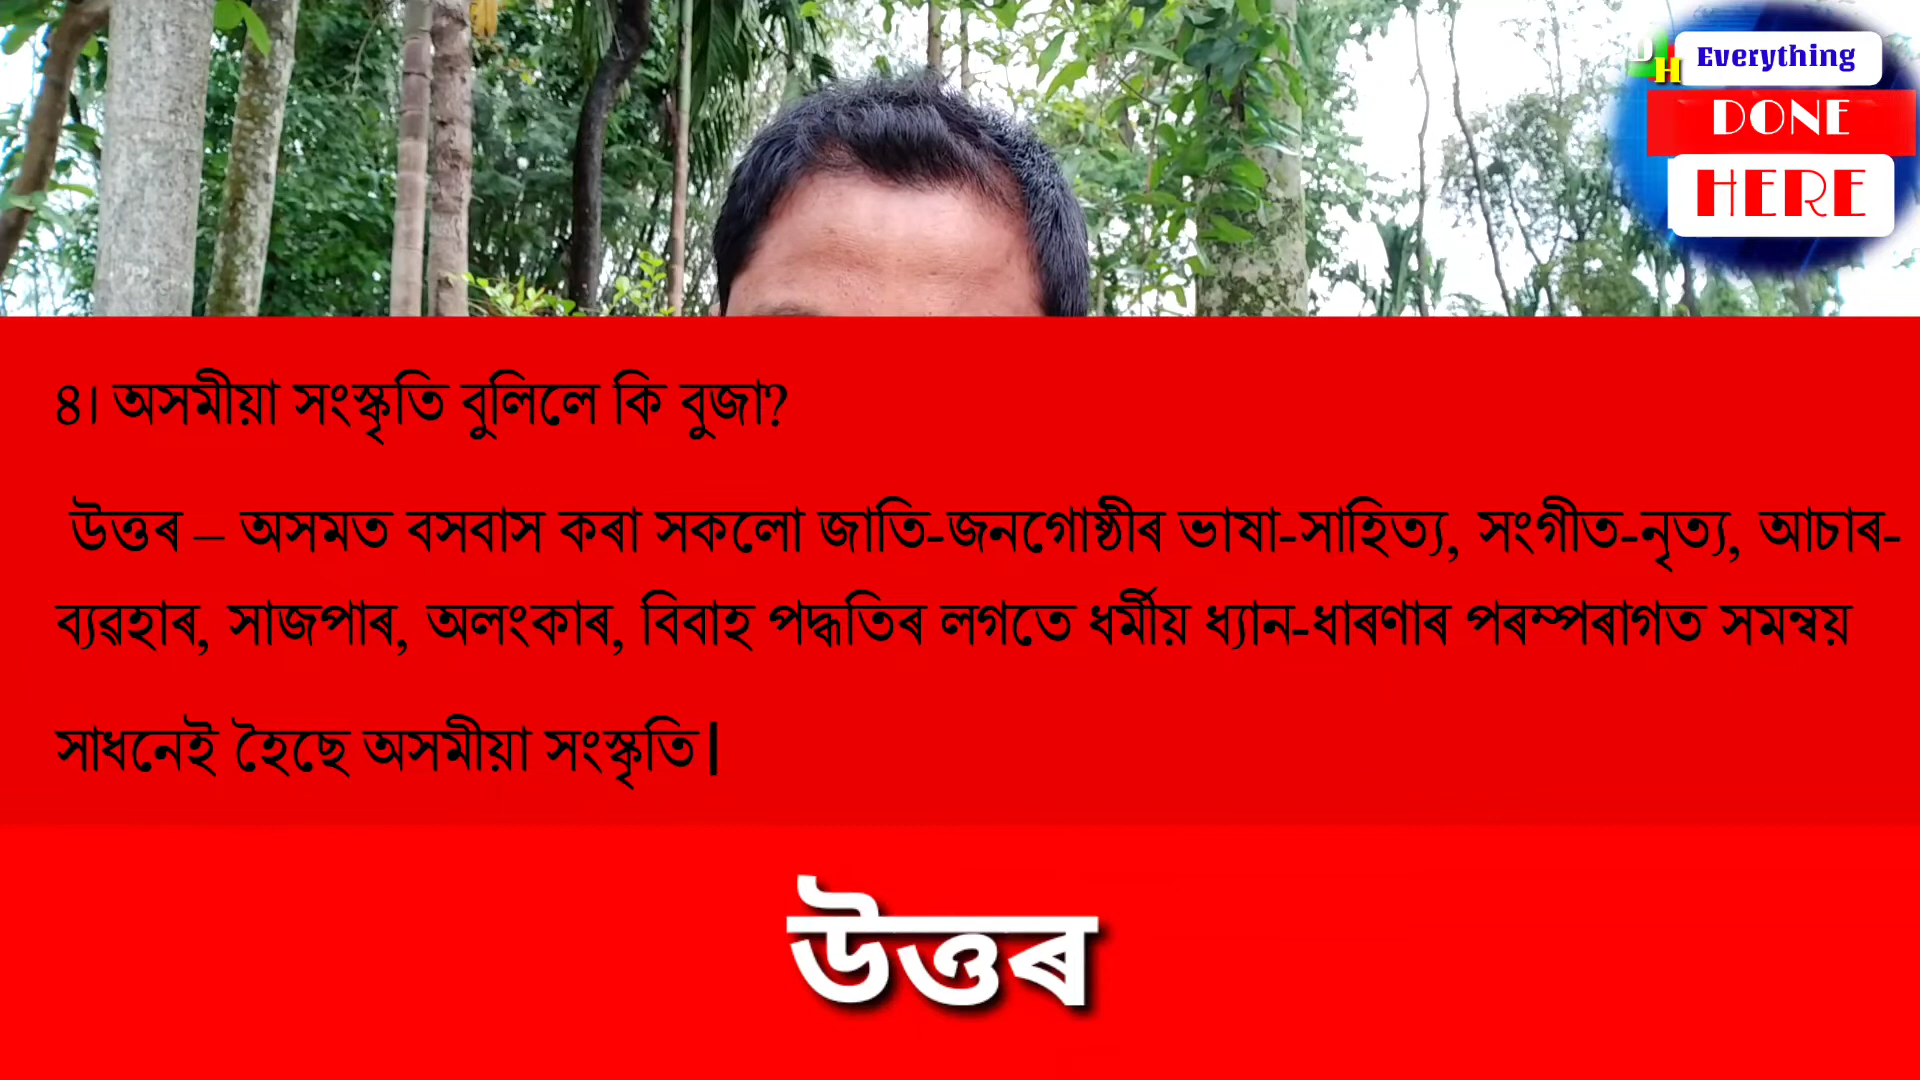 DH
Everything
DONE
HERE
৪। অসমীয়া সংস্কৃতি বুলিলে কি বুজা?
উত্তৰ – অসমত বসবাস কৰা সকলো জাতি-জনগোষ্ঠীৰ ভাষা-সাহিত্য, সংগীত-নৃত্য, আচাৰ-
ব্যৱহাৰ, সাজপাৰ, অলংকাৰ, বিবাহ পদ্ধতিৰ লগতে ধৰ্মীয় ধ্যান-ধাৰণাৰ পৰম্পৰাগত সমন্বয়
সাধনেই হৈছে অসমীয়া সংস্কৃতি।
উত্তৰ